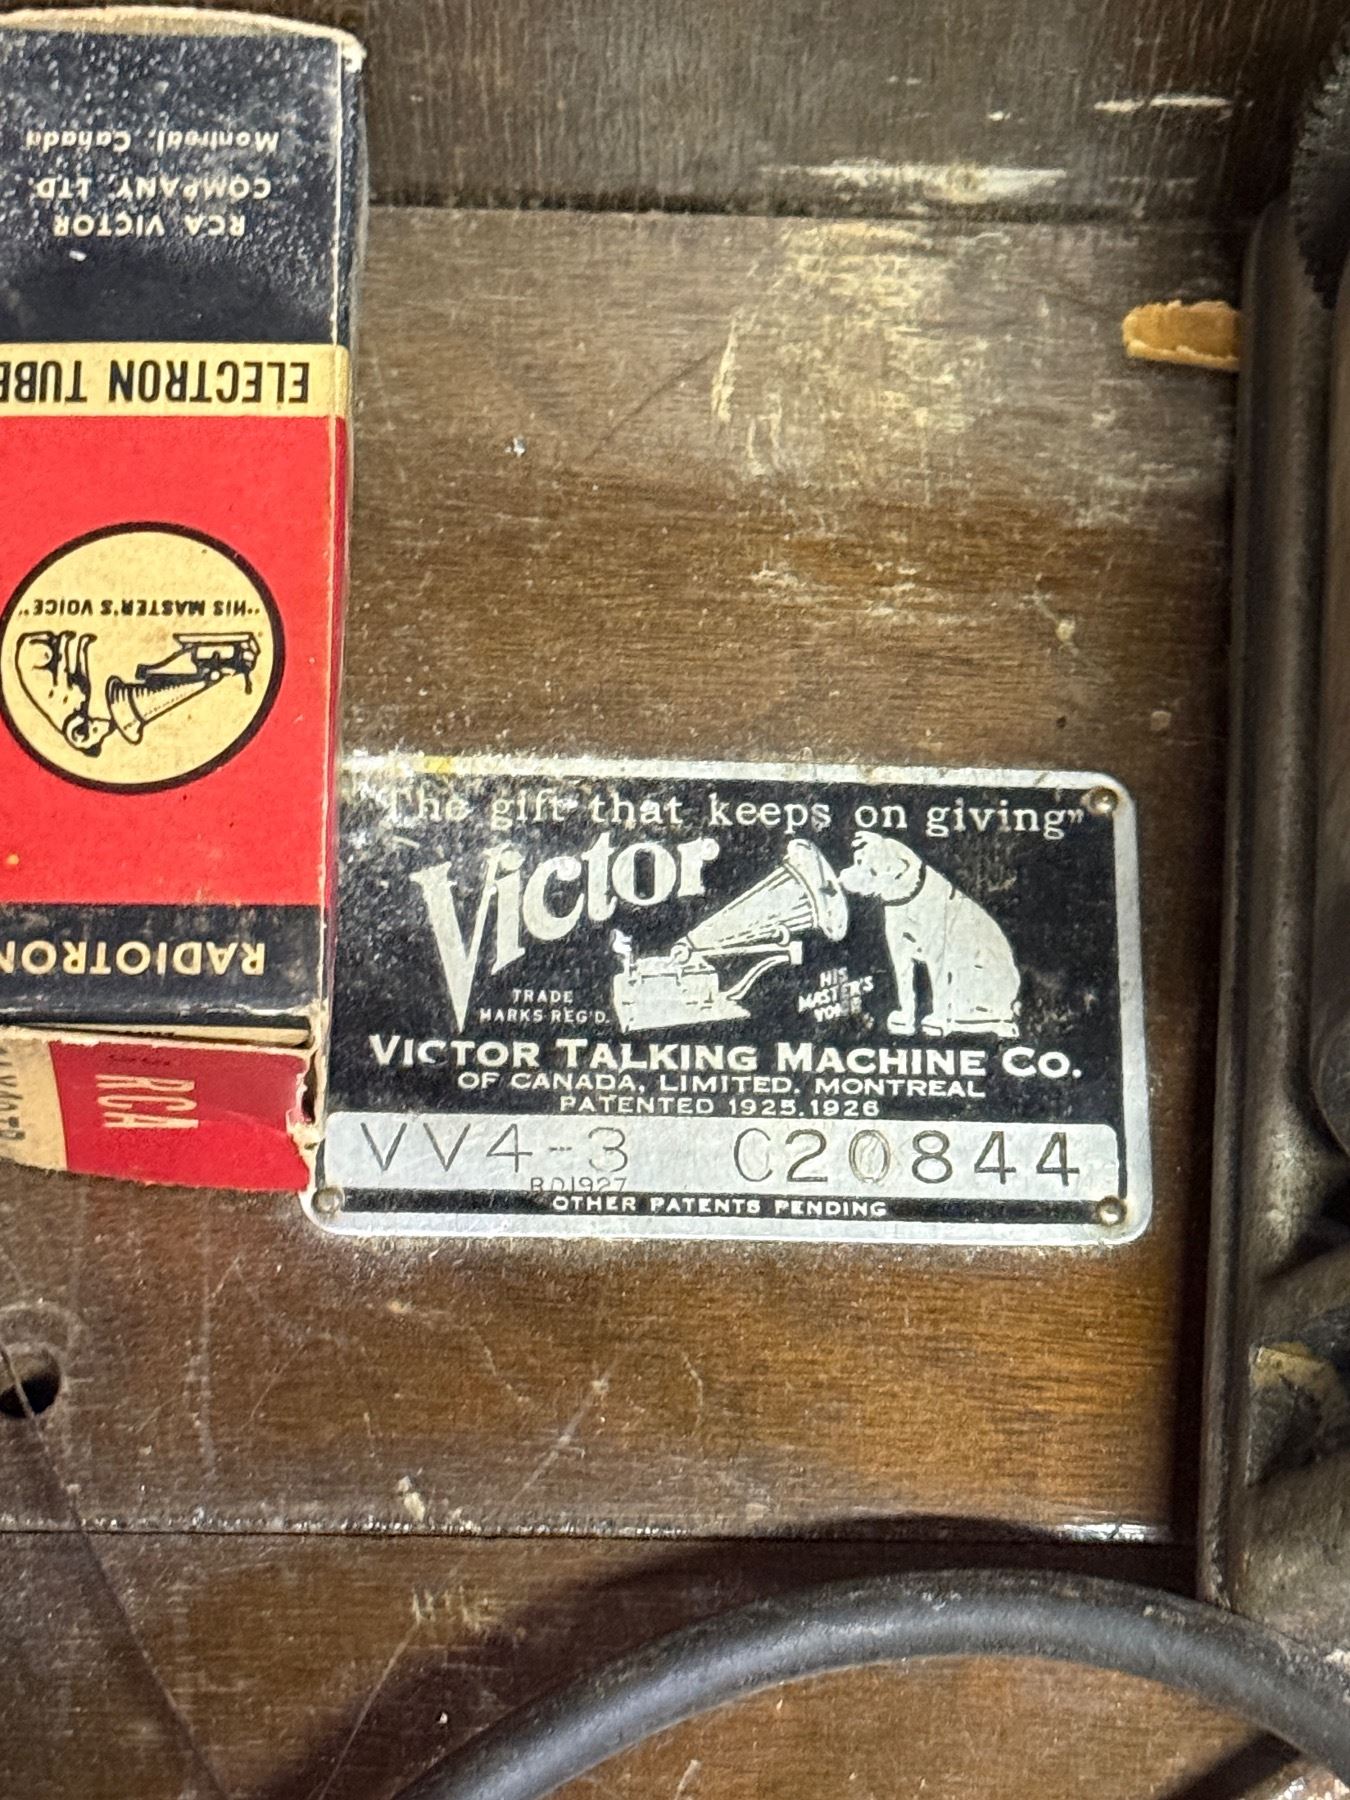 RCA VICTOR
COMPANY, LTD.
Montreal, Canada
ELECTRON TUBE
"HIS MASTER'S VOICE"
RADIOTRON
RCA
The gift that keeps on giving"
Victor
HIS
MASTER'S
VOICE
TRADE
MARKS REG'D.
VICTOR TALKING MACHINE CO.
OF CANADA, LIMITED. MONTREAL
PATENTED 1925.1926
VV4-3 C20844
RD1927
OTHER PATENTS PENDING